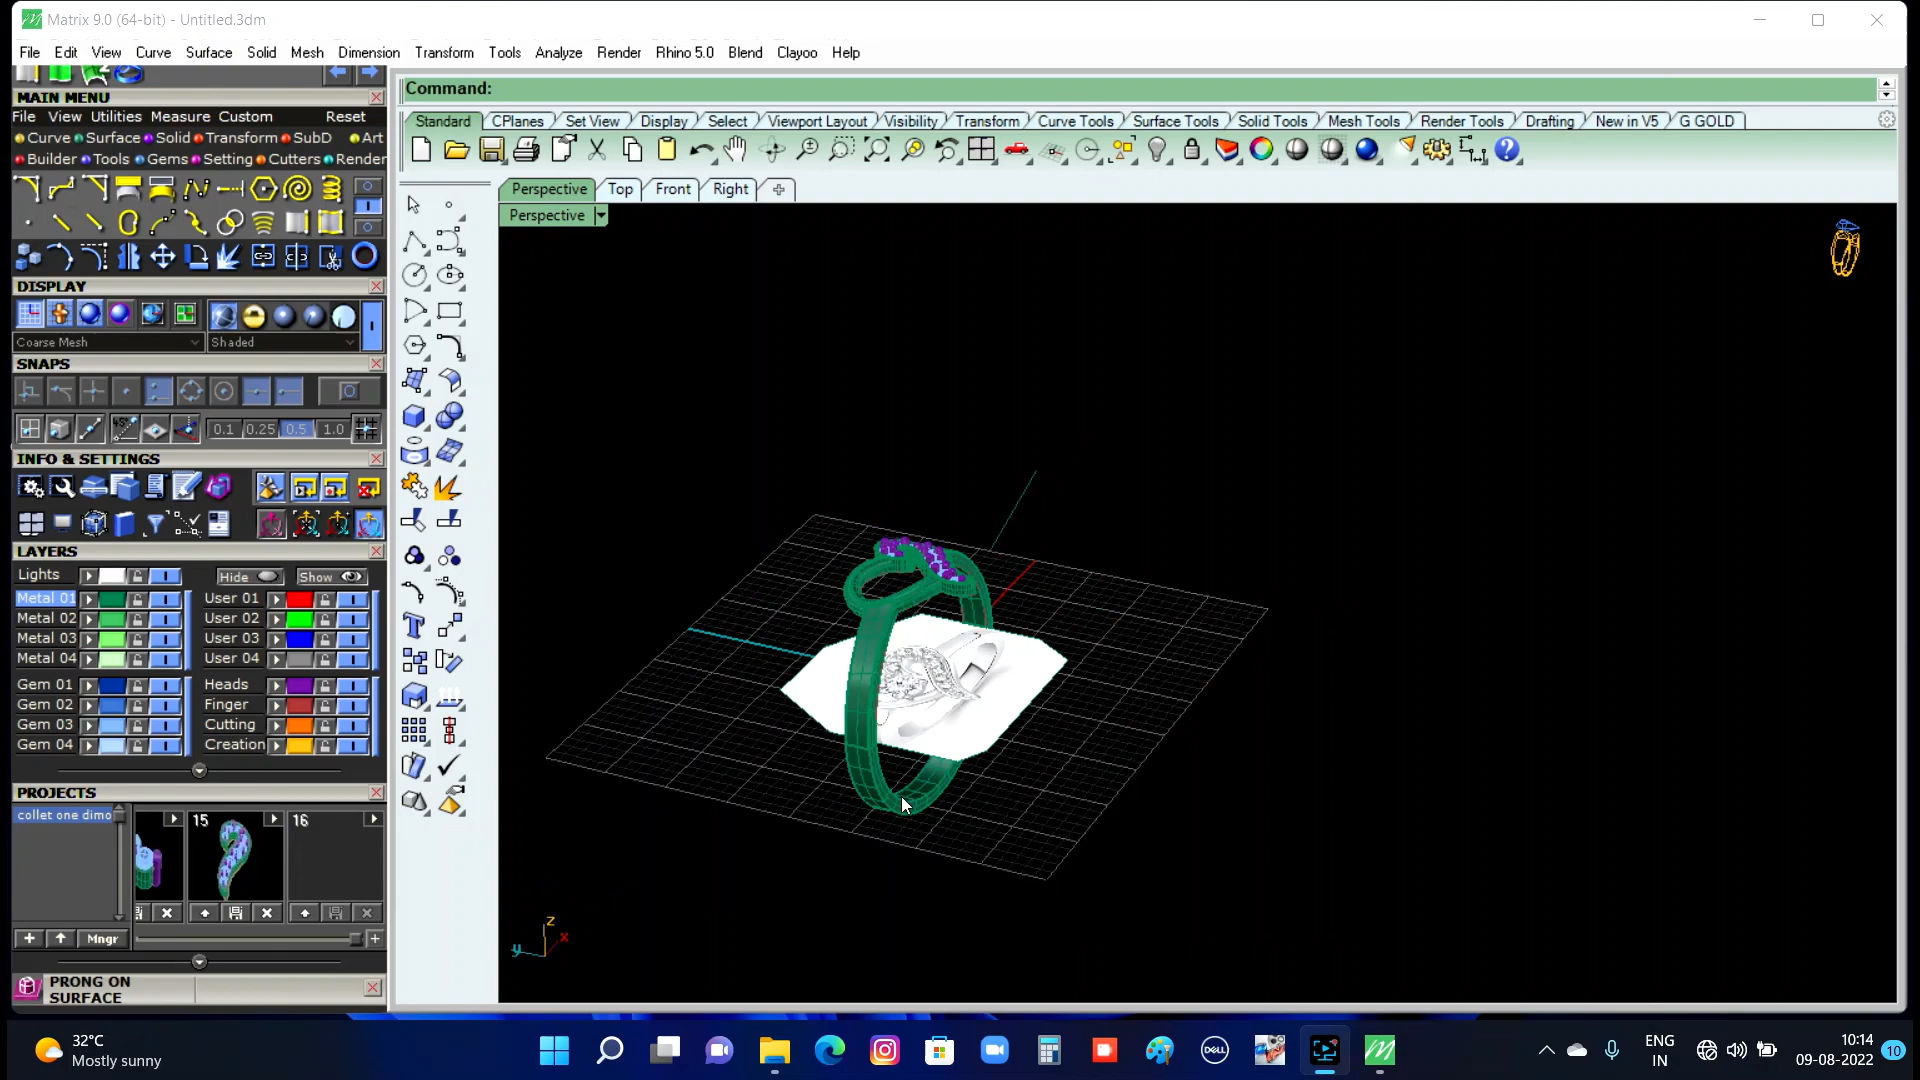 Matrix 9.0 (64-bit) - Untitled.3dm
File Edit View Curve Surface Solid Mesh Dimension Transform Tools Analyze Render Rhino 5.0 Blend Clayoo Help
MAIN MENU
File View Utilities Measure Custom Reset
Curve Surface Solid Transform SubD Art
Builder Tools Gems Setting Cutters Render
Command:
Standard CPlanes Set View Display Select Viewport Layout Visibility Transform Curve Tools Surface Tools Solid Tools Mesh Tools Render Tools Drafting New in V5 G GOLD
Perspective Top Front Right
Perspective
DISPLAY
Coarse Mesh Shaded
SNAPS
0.1 0.25 0.5 1.0
INFO & SETTINGS
LAYERS
Lights Hide Show
Metal 01 User 01
Metal 02 User 02
Metal 03 User 03
Metal 04 User 04
Gem 01 Heads
Gem 02 Finger
Gem 03 Cutting
Gem 04 Creation
PROJECTS
collet one dimo 15 16
Mngr
PRONG ON
SURFACE
z
x
y
32°C
Mostly sunny
DELL
ENG
IN
10:14
09-08-2022
10